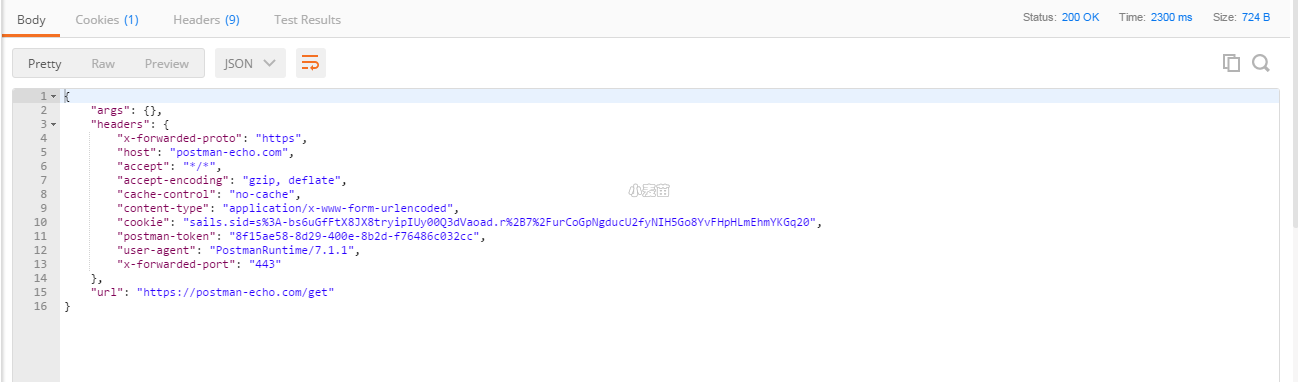 Body Cookies (1) Headers (9) Test Results Status: 200 OK Time: 2300 ms Size: 724 B
Pretty Raw Preview JSON
1 {
2 "args": {},
3 "headers": {
4 "x-forwarded-proto": "https",
5 "host": "postman-echo.com",
6 "accept": "*/*",
7 "accept-encoding": "gzip, deflate",
8 "cache-control": "no-cache",
9 "content-type": "application/x-www-form-urlencoded",
10 "cookie": "sails.sid=s%3A-bs6uGfFtX8JX8tryipIUy00Q3dVaoad.r%2B7%2FurCoGpNgducU2fyNIH5Go8YvFHpHLmEhmYKGq20",
11 "postman-token": "8f15ae58-8d29-400e-8b2d-f76486c032cc",
12 "user-agent": "PostmanRuntime/7.1.1",
13 "x-forwarded-port": "443"
14 },
15 "url": "https://postman-echo.com/get"
16 }